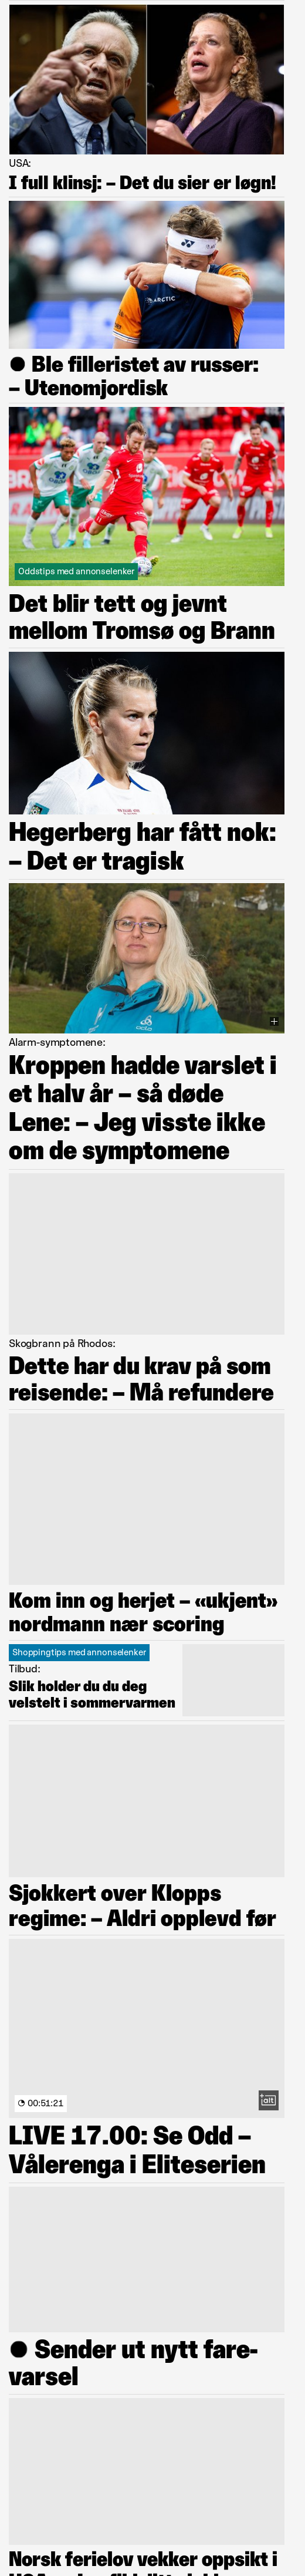 USA:
I full klinsj: – Det du sier er løgn!
ARCTIC
Ble filleristet av russer:
– Utenomjordisk
Oddstips med annonselenker
Det blir tett og jevnt
mellom Tromsø og Brann
Hegerberg har fått nok:
– Det er tragisk
Alarm-symptomene:
Kroppen hadde varslet i
et halv år – så døde
Lene: – Jeg visste ikke
om de symptomene
Skogbrann på Rhodos:
Dette har du krav på som
reisende: – Må refundere
Kom inn og herjet – «ukjent»
nordmann nær scoring
Shoppingtips med annonselenker
Tilbud:
Slik holder du du deg
velstelt i sommervarmen
Sjokkert over Klopps
regime: – Aldri opplevd før
00:51:21
alt
LIVE 17.00: Se Odd –
Vålerenga i Eliteserien
Sender ut nytt fare-
varsel
Norsk ferielov vekker oppsikt i